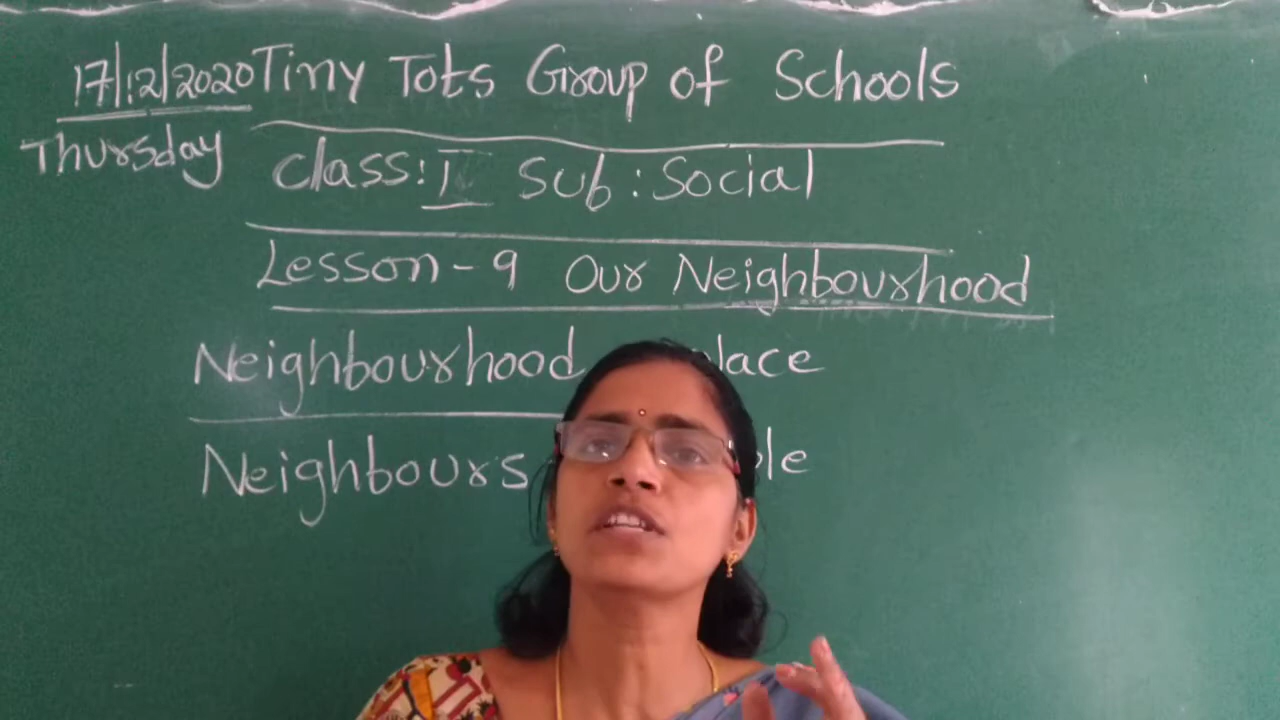 17/12/2020 Tiny Tots Group of Schools
Thursday
Class: I Sub: Social
Lesson - 9 Our Neighbourhood
Neighbourhood
Neighbours